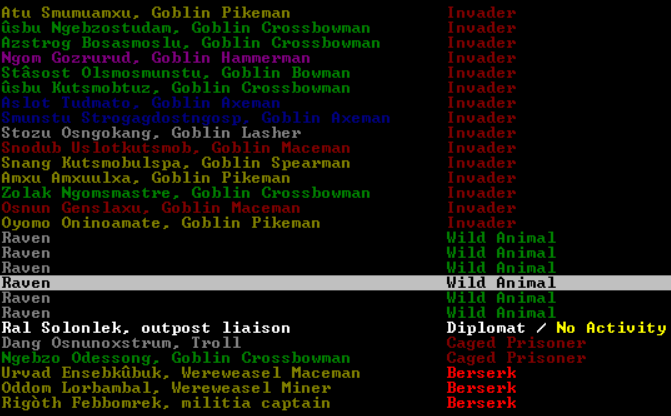 Atu Smumuamxu, Goblin Pikeman Invader
ûsbu Ngebzostudam, Goblin Crossbowman Invader
Azstrog Bosasmoslu, Goblin Crossbowman Invader
Ngom Gozrurud, Goblin Hammerman Invader
Stâsost Olsmosmunstu, Goblin Bowman Invader
ûsbu Kutsmobtuz, Goblin Crossbowman Invader
Aslot Tudmato, Goblin Axeman Invader
Smunstu Strogagdostngosp, Goblin Axeman Invader
Stozu Osngokang, Goblin Lasher Invader
Snodub Uslotkutsmob, Goblin Maceman Invader
Snang Kutsmobulspa, Goblin Spearman Invader
Amxu Amxuulxa, Goblin Pikeman Invader
Zolak Ngomsmastre, Goblin Crossbowman Invader
Osnun Genslaxu, Goblin Maceman Invader
Oyomo Oninoamate, Goblin Pikeman Invader
Raven Wild Animal
Raven Wild Animal
Raven Wild Animal
Raven Wild Animal
Raven Wild Animal
Raven Wild Animal
Ral Solonlek, outpost liaison Diplomat / No Activity
Dang Osnunoxstrum, Troll Caged Prisoner
Ngebzo Odessong, Goblin Crossbowman Caged Prisoner
Urvad Ensebkûbuk, Wereweasel Maceman Berserk
Oddom Lorbambal, Wereweasel Miner Berserk
Rigòth Febbomrek, militia captain Berserk